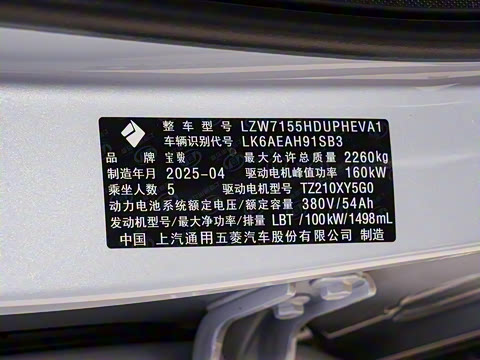 整车型号 LZW7155HDUPHEVA1
车辆识别代号 LK6AEAH91SB3
品牌 宝骏 最大允许总质量 2260kg
制造年月 2025-04 驱动电机峰值功率 160kW
乘坐人数 5 驱动电机型号 TZ210XY5G0
动力电池系统额定电压/额定容量 380V/54Ah
发动机型号/最大净功率/排量 LBT/100kW/1498mL
中国 上汽通用五菱汽车股份有限公司 制造